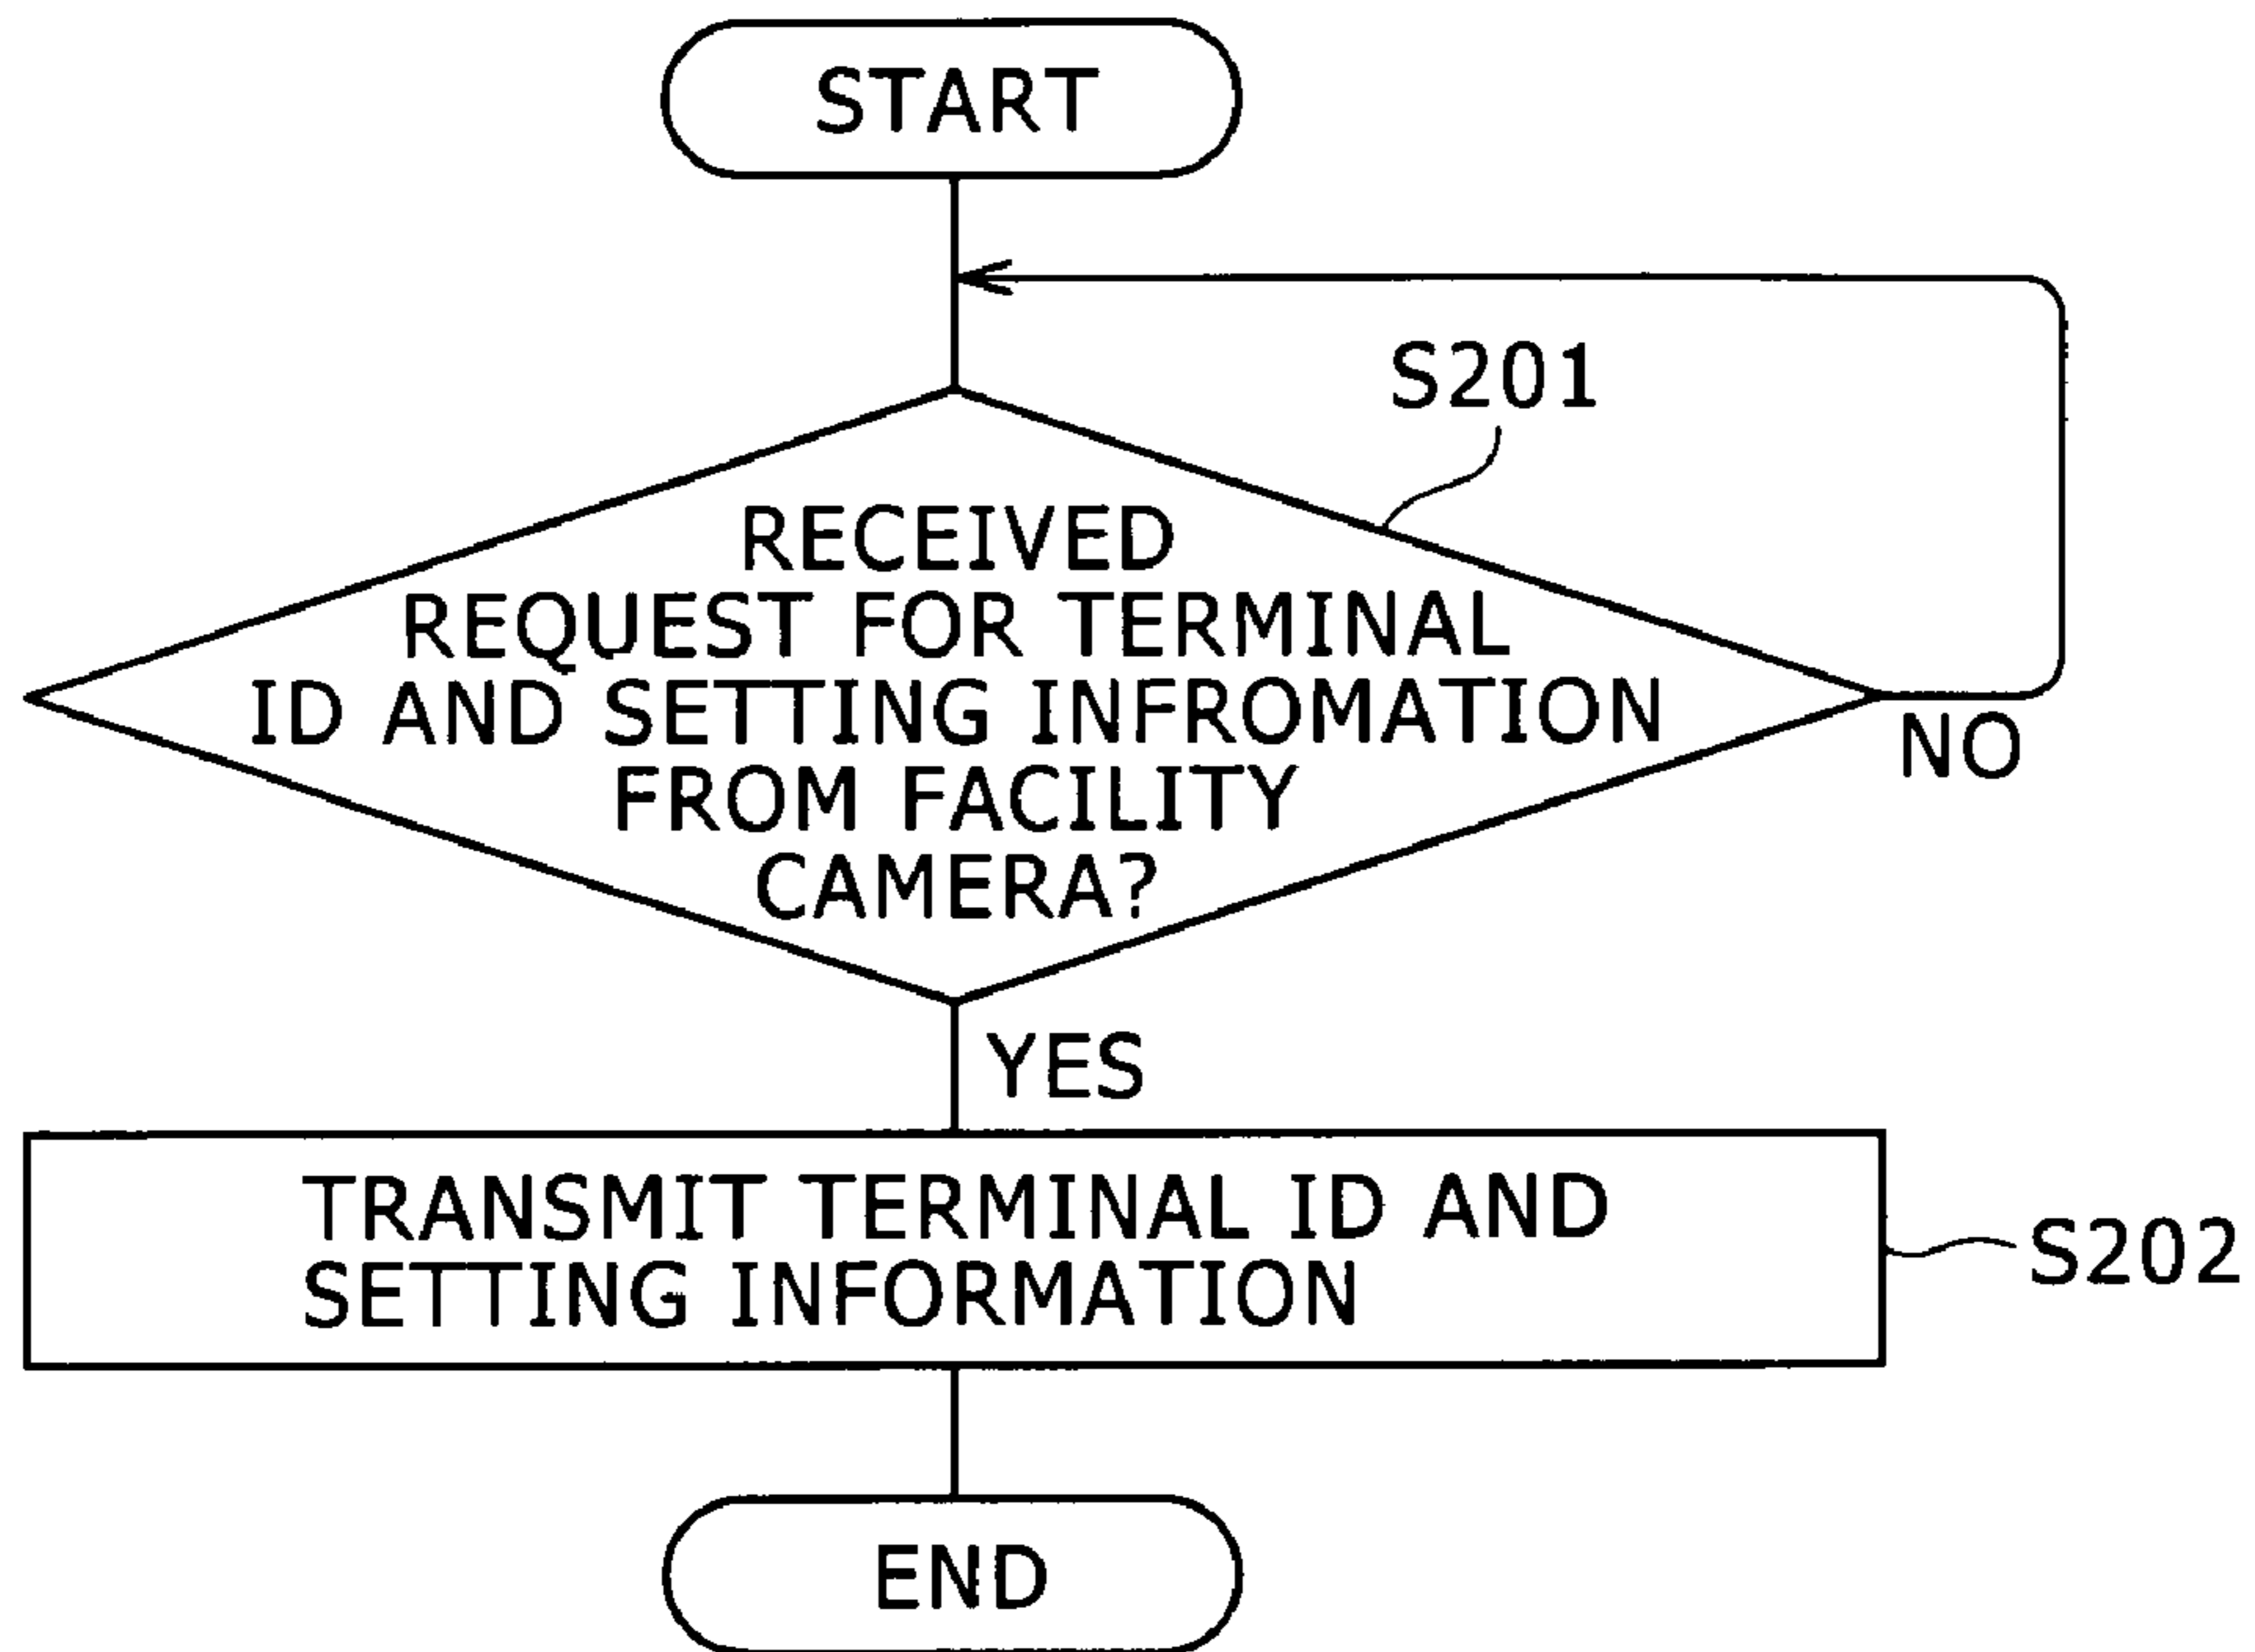 START
S201
RECEIVED
REQUEST FOR TERMINAL
ID AND SETTING INFROMATION
FROM FACILITY
CAMERA?
NO
YES
TRANSMIT TERMINAL ID AND
SETTING INFORMATION
S202
END